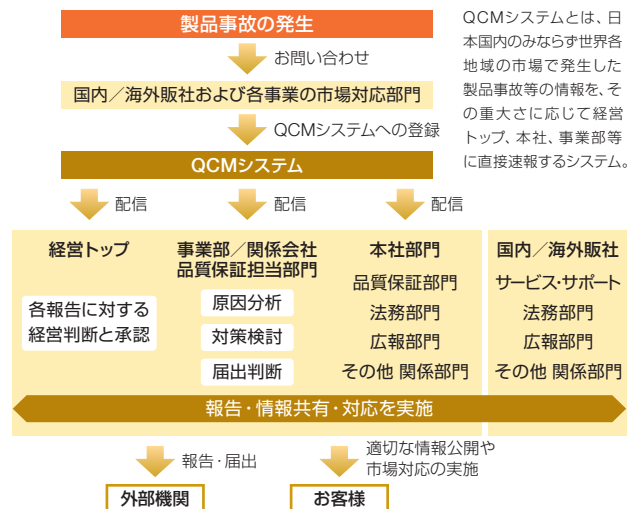 製品事故の発生
お問い合わせ
国内／海外販社および各事業の市場対応部門
QCMシステムへの登録
QCMシステム
配信
配信
配信
QCMシステムとは、日
本国内のみならず世界各
地域の市場で発生した
製品事故等の情報を、そ
の重大さに応じて経営
トップ、本社、事業部等
に直接速報するシステム。
経営トップ
各報告に対する
経営判断と承認
事業部／関係会社
品質保証担当部門
原因分析
対策検討
届出判断
本社部門
品質保証部門
法務部門
広報部門
その他 関係部門
国内／海外販社
サービス・サポート
法務部門
広報部門
その他 関係部門
報告・情報共有・対応を実施
報告・届出
適切な情報公開や
市場対応の実施
外部機関
お客様